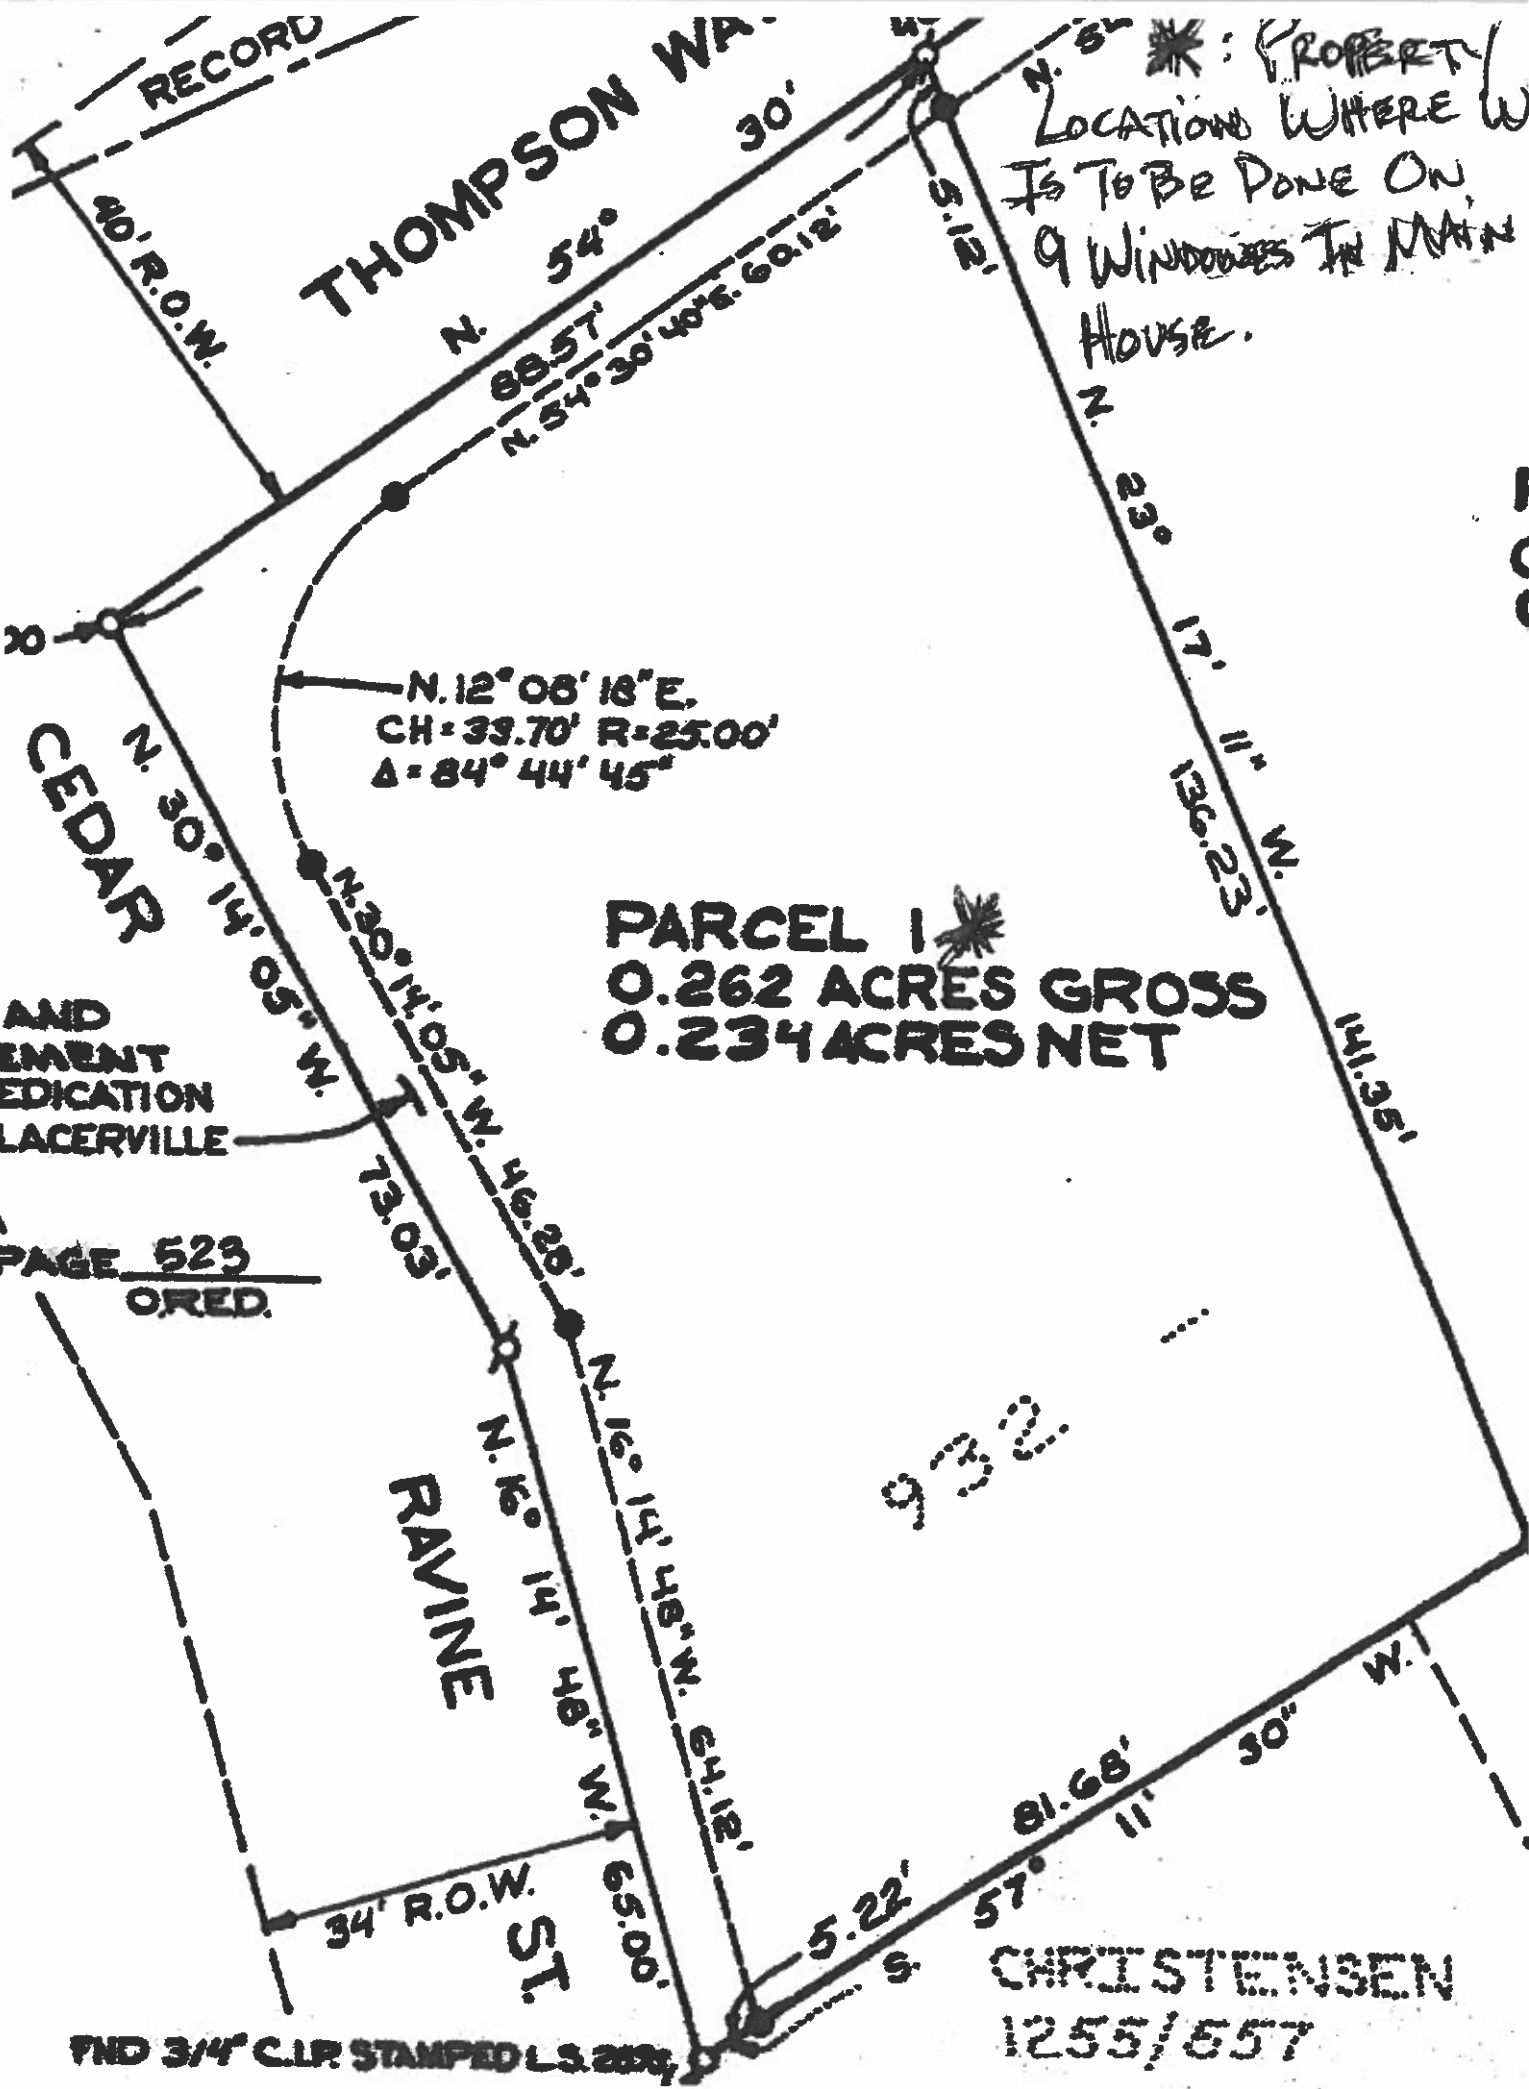 RECORD
THOMPSON
30'
N. 5
: PROPERTY
LOCATION WHERE
IS TO BE DONE ON.
9 WINDOWS IN MAIN
HOUSE.
40' R.O.W.
N. 54°
88.57'
N. 54° 30' 40" E. 60.12'
5.12'
N. 23° 17' 11" W.
136.23'
141.35'
N. 12° 08' 18" E.
CH = 33.70' R = 25.00'
Δ = 84° 44' 45"
CEDAR
N. 30° 14' 05" W.
73.03'
N. 30° 14' 05" W. 46.28'
PARCEL 1
0.262 ACRES GROSS
0.234 ACRES NET
AND
EMENT
EDICATION
LACERVILLE
PAGE 523
O.RED.
RAVINE
N. 16° 14' 48" W.
65.00'
N. 16° 14' 48" W. 64.12'
932
34' R.O.W.
ST.
5.22'
81.68'
S. 57° 11' 30" W.
CHRISTENSEN
1255/657
FND 3/4" C.I.P. STAMPED L.S.